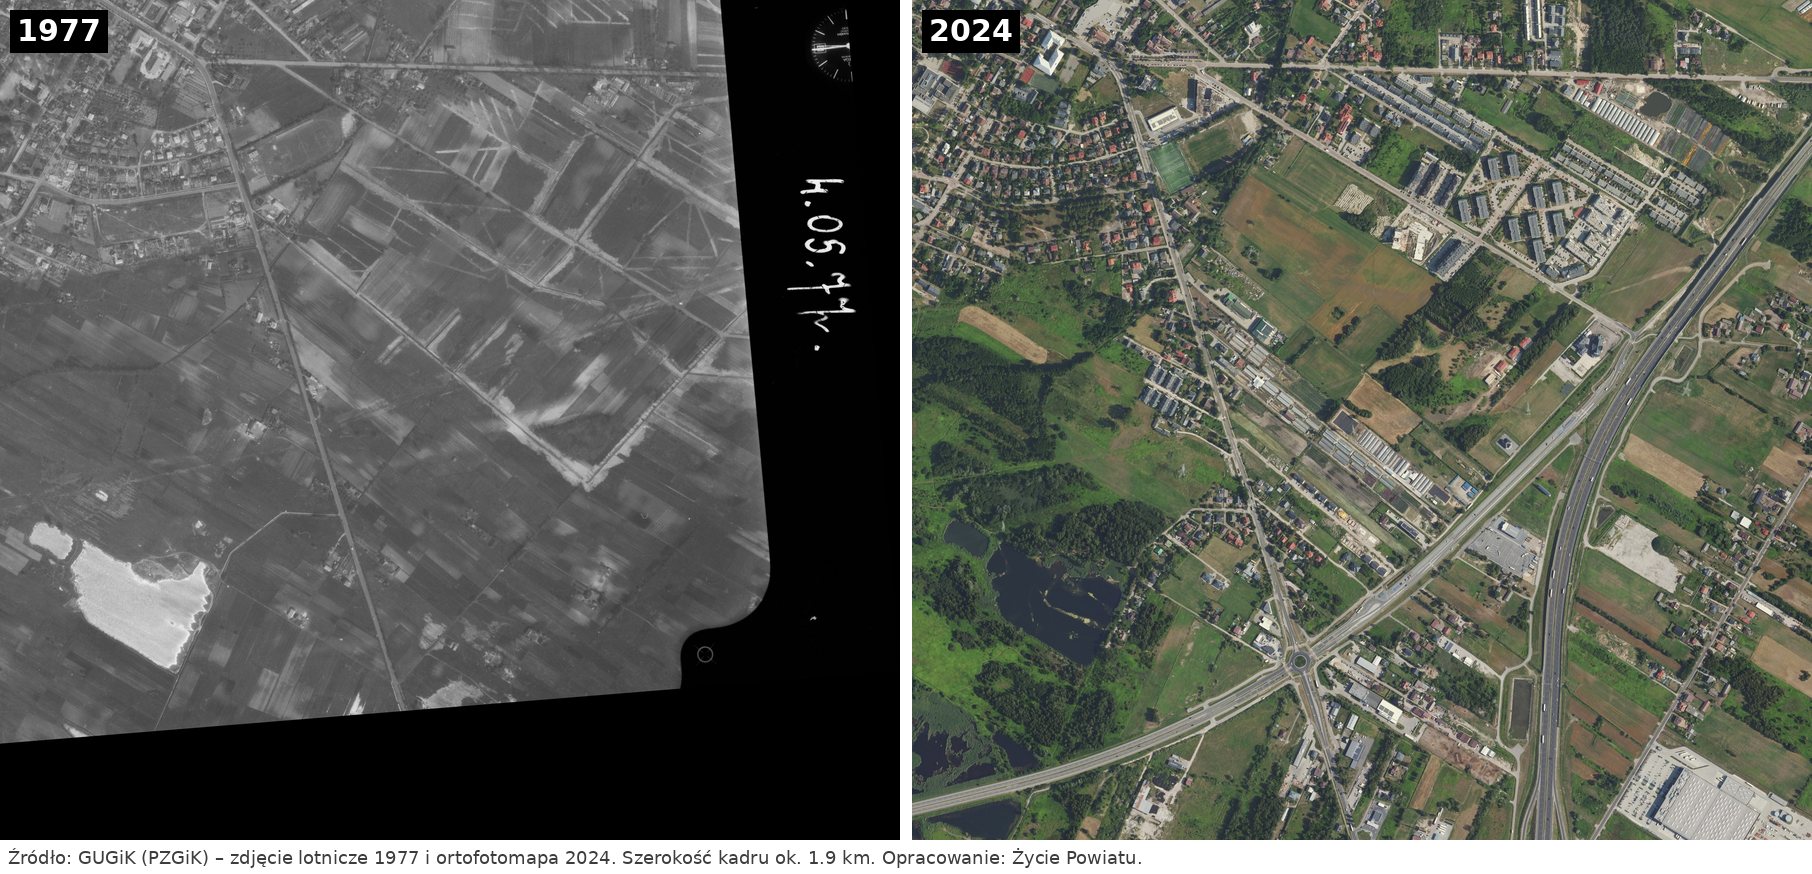 1977
2024
4.05.77r.
Źródło: GUGiK (PZGiK) – zdjęcie lotnicze 1977 i ortofotomapa 2024. Szerokość kadru ok. 1.9 km. Opracowanie: Życie Powiatu.